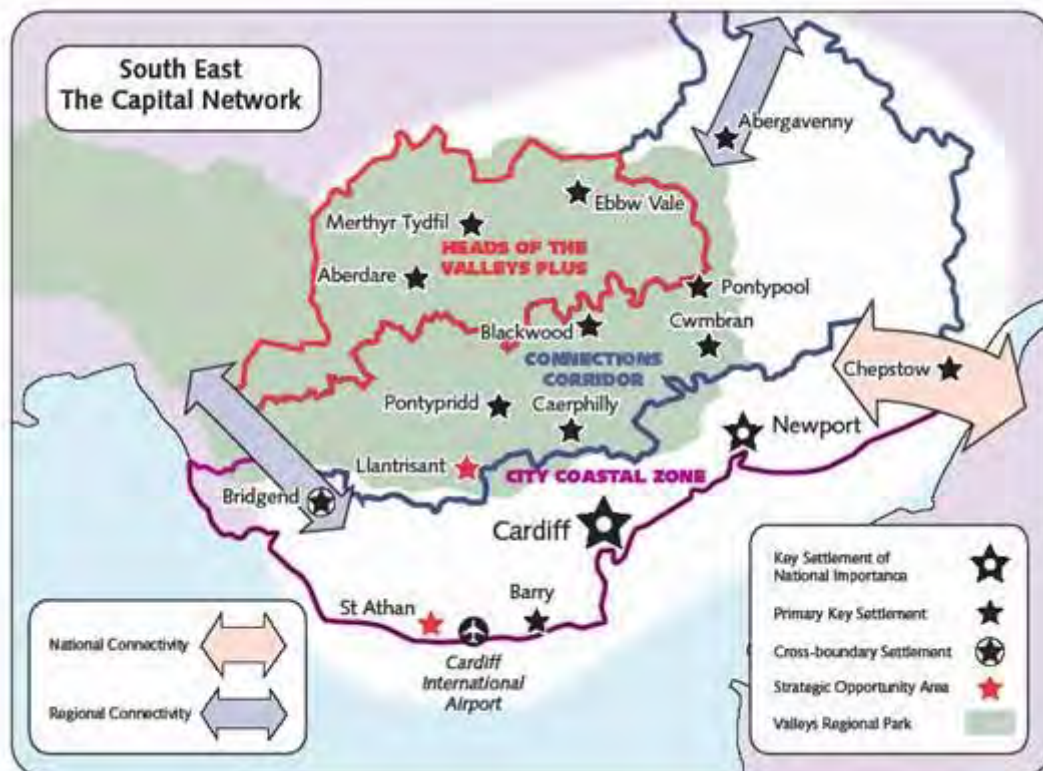 South East
The Capital Network
Abergavenny
Ebbw Vale
Merthyr Tydfil
HEADS OF THE
VALLEYS PLUS
Aberdare
Pontypool
Blackwood
Cwmbran
CONNECTIONS
CORRIDOR
Chepstow
Pontypridd
Caerphilly
Newport
Llantrisant
CITY COASTAL ZONE
Bridgend
Cardiff
St Athan
Barry
Cardiff
International
Airport
National Connectivity
Regional Connectivity
Key Settlement of
National Importance
Primary Key Settlement
Cross-boundary Settlement
Strategic Opportunity Area
Valleys Regional Park